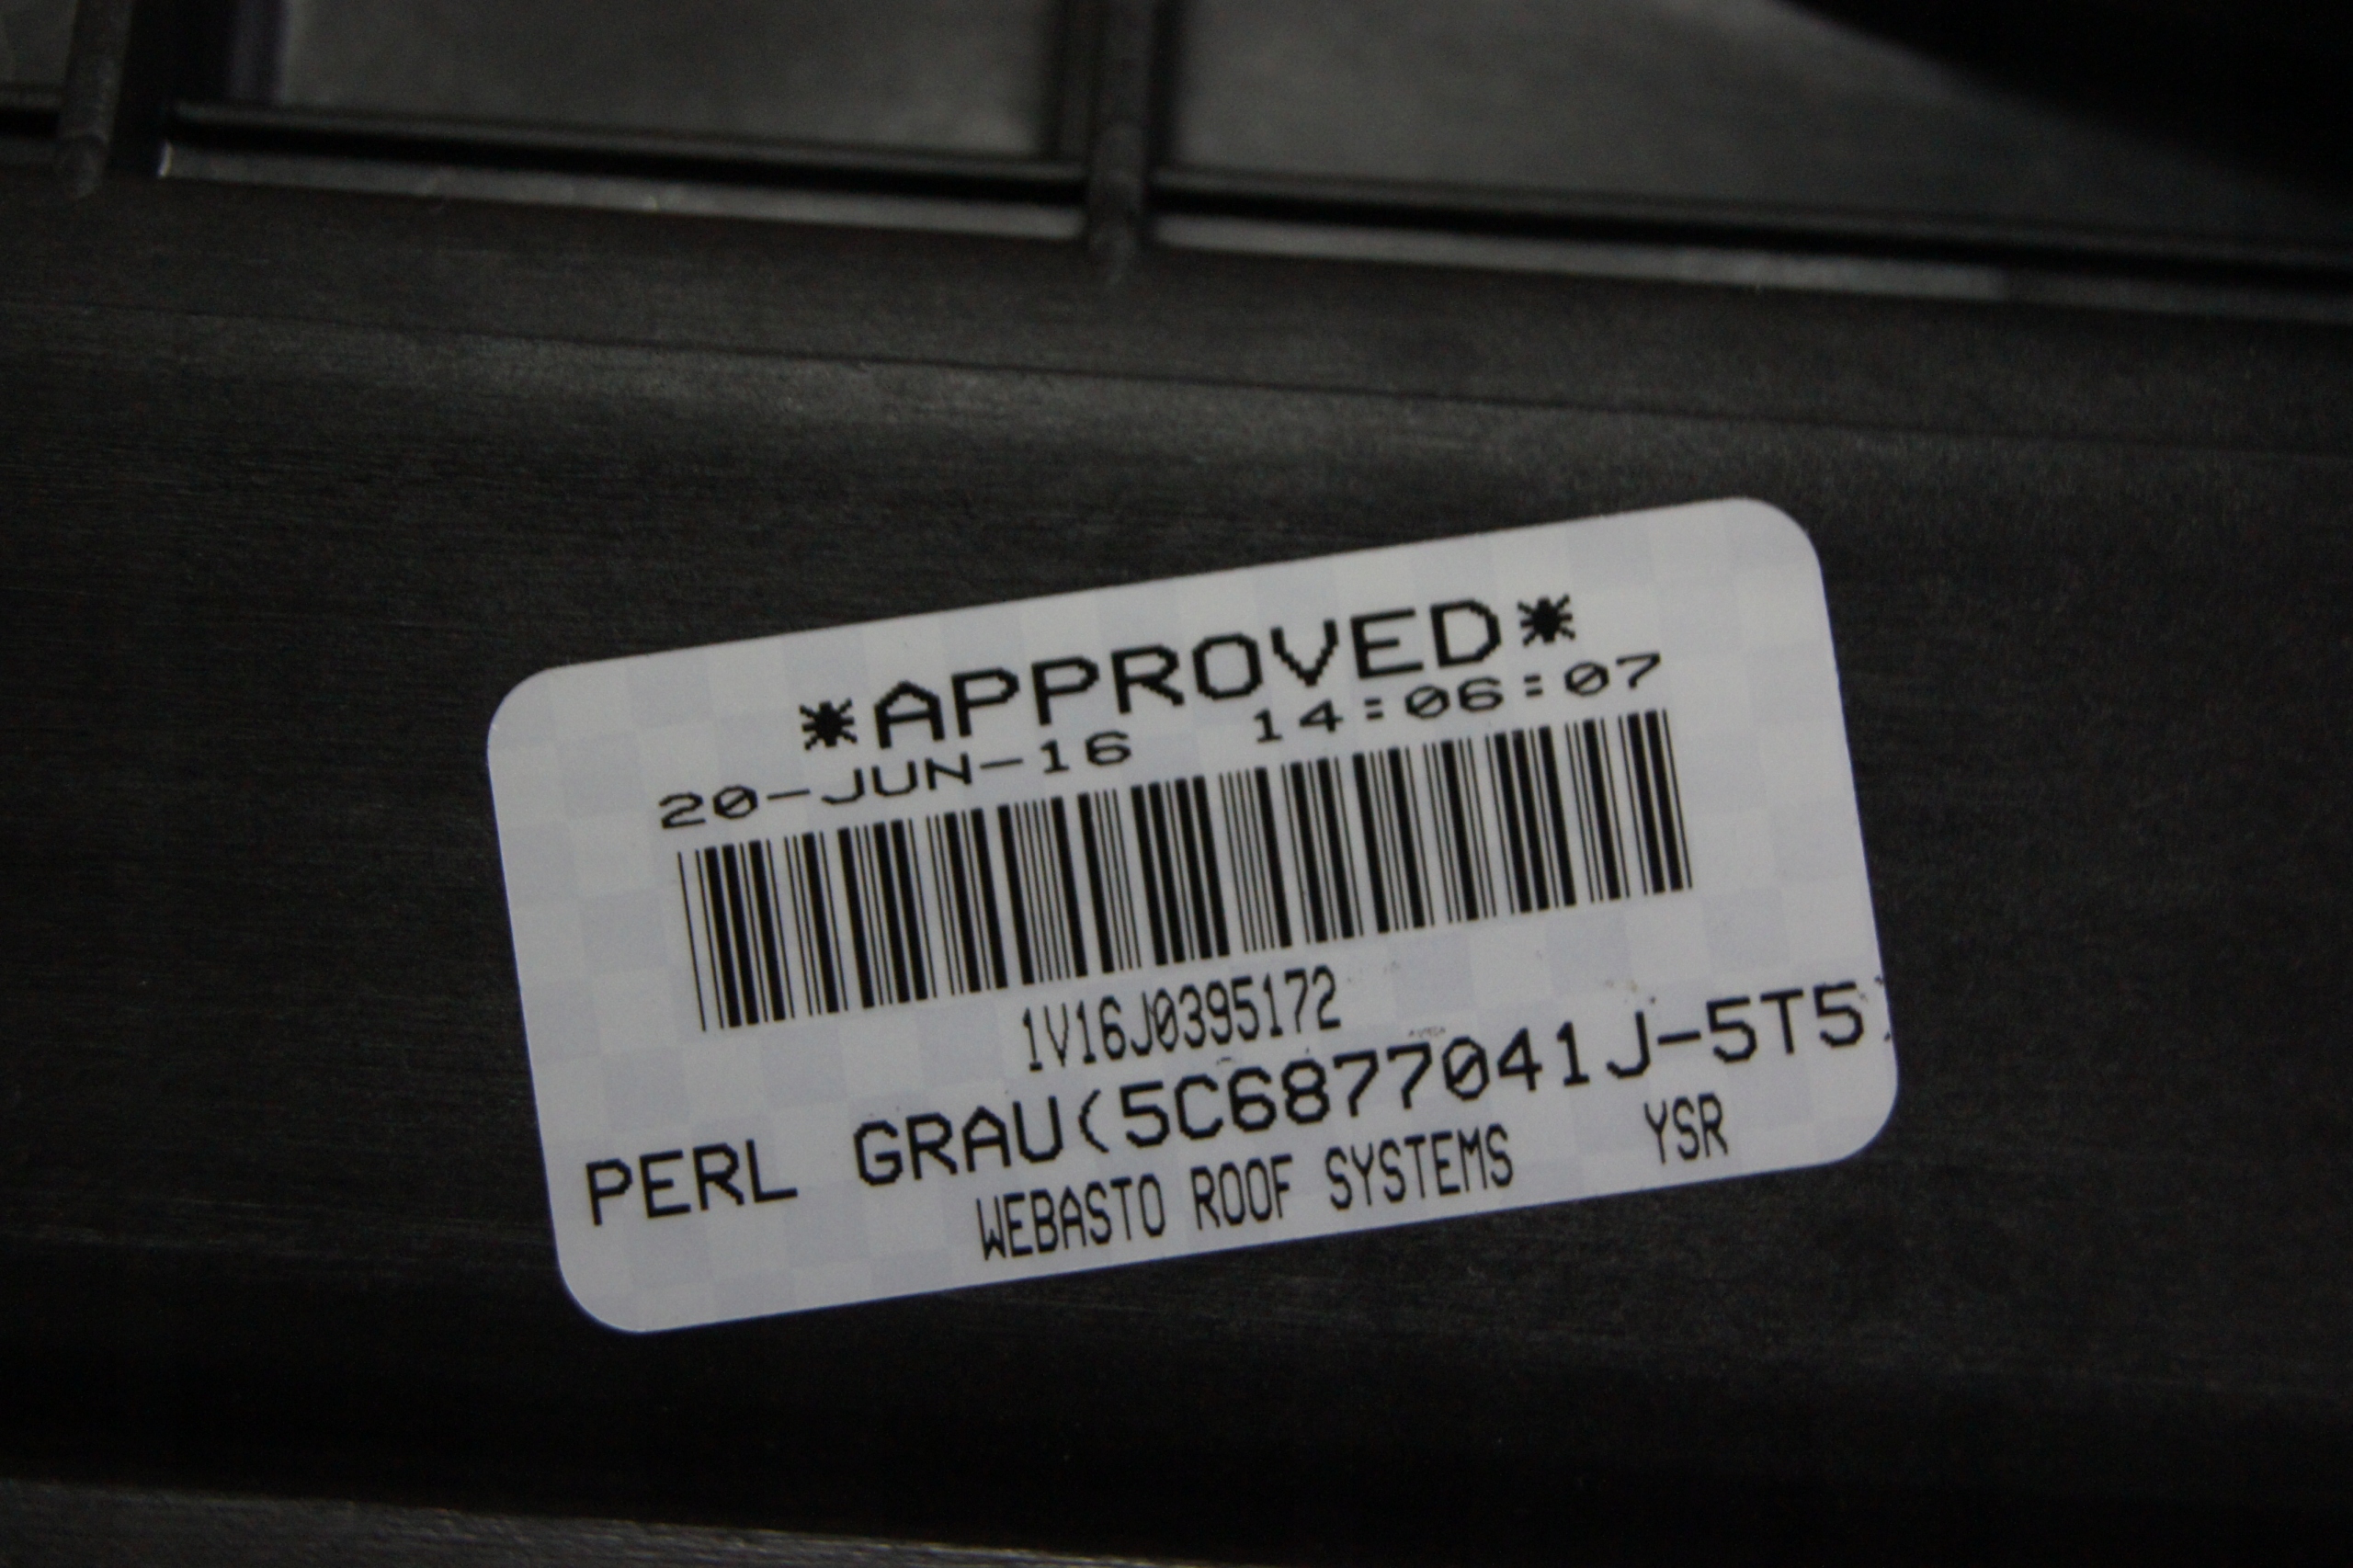 *APPROVED*
20-JUN-16 14:06:07
1V16J0395172
PERL GRAU(5C6877041J-5T5)
WEBASTO ROOF SYSTEMS YSR